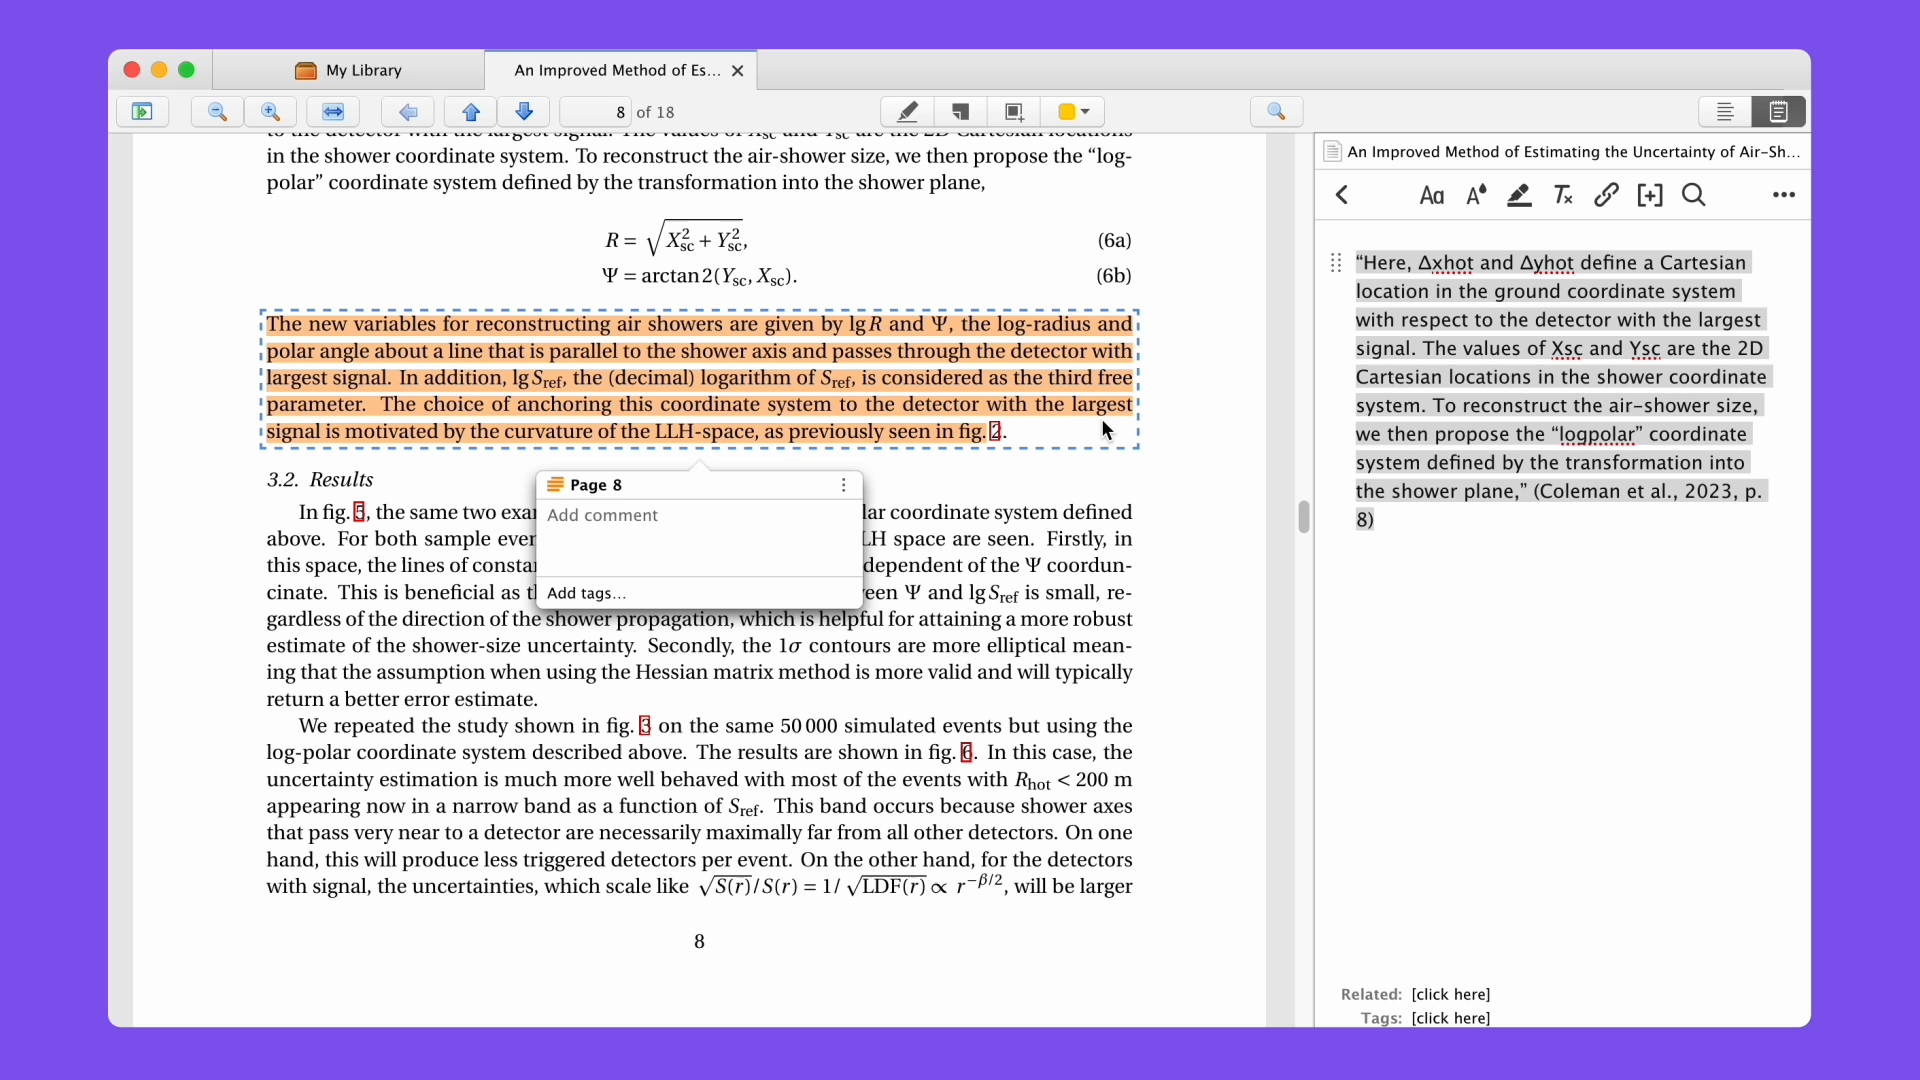 My Library
An Improved Method of Es...
8 of 18
to the detector with the largest signal. The values of Xsc and Ysc are the 2D Cartesian locations
in the shower coordinate system. To reconstruct the air-shower size, we then propose the “log-
polar” coordinate system defined by the transformation into the shower plane,
R = √X²sc + Y²sc, (6a)
Ψ = arctan2(Ysc, Xsc). (6b)
The new variables for reconstructing air showers are given by lg R and Ψ, the log-radius and
polar angle about a line that is parallel to the shower axis and passes through the detector with
largest signal. In addition, lg Sref, the (decimal) logarithm of Sref, is considered as the third free
parameter. The choice of anchoring this coordinate system to the detector with the largest
signal is motivated by the curvature of the LLH-space, as previously seen in fig. 2.
3.2. Results
In fig. 5, the same two exa
lar coordinate system defined
above. For both sample ever
LH space are seen. Firstly, in
this space, the lines of constar
dependent of the Ψ coordun-
cinate. This is beneficial as t
een Ψ and lg Sref is small, re-
gardless of the direction of the shower propagation, which is helpful for attaining a more robust
estimate of the shower-size uncertainty. Secondly, the 1σ contours are more elliptical mean-
ing that the assumption when using the Hessian matrix method is more valid and will typically
return a better error estimate.
We repeated the study shown in fig. 3 on the same 50 000 simulated events but using the
log-polar coordinate system described above. The results are shown in fig. 6. In this case, the
uncertainty estimation is much more well behaved with most of the events with Rhot < 200 m
appearing now in a narrow band as a function of Sref. This band occurs because shower axes
that pass very near to a detector are necessarily maximally far from all other detectors. On one
hand, this will produce less triggered detectors per event. On the other hand, for the detectors
with signal, the uncertainties, which scale like √S(r)/S(r) = 1/√LDF(r) ∝ r^−β/2, will be larger
8
Page 8
Add comment
Add tags...
An Improved Method of Estimating the Uncertainty of Air-Sh...
Aa
“Here, Δxhot and Δyhot define a Cartesian
location in the ground coordinate system
with respect to the detector with the largest
signal. The values of Xsc and Ysc are the 2D
Cartesian locations in the shower coordinate
system. To reconstruct the air-shower size,
we then propose the “logpolar” coordinate
system defined by the transformation into
the shower plane,” (Coleman et al., 2023, p.
8)
Related: [click here]
Tags: [click here]